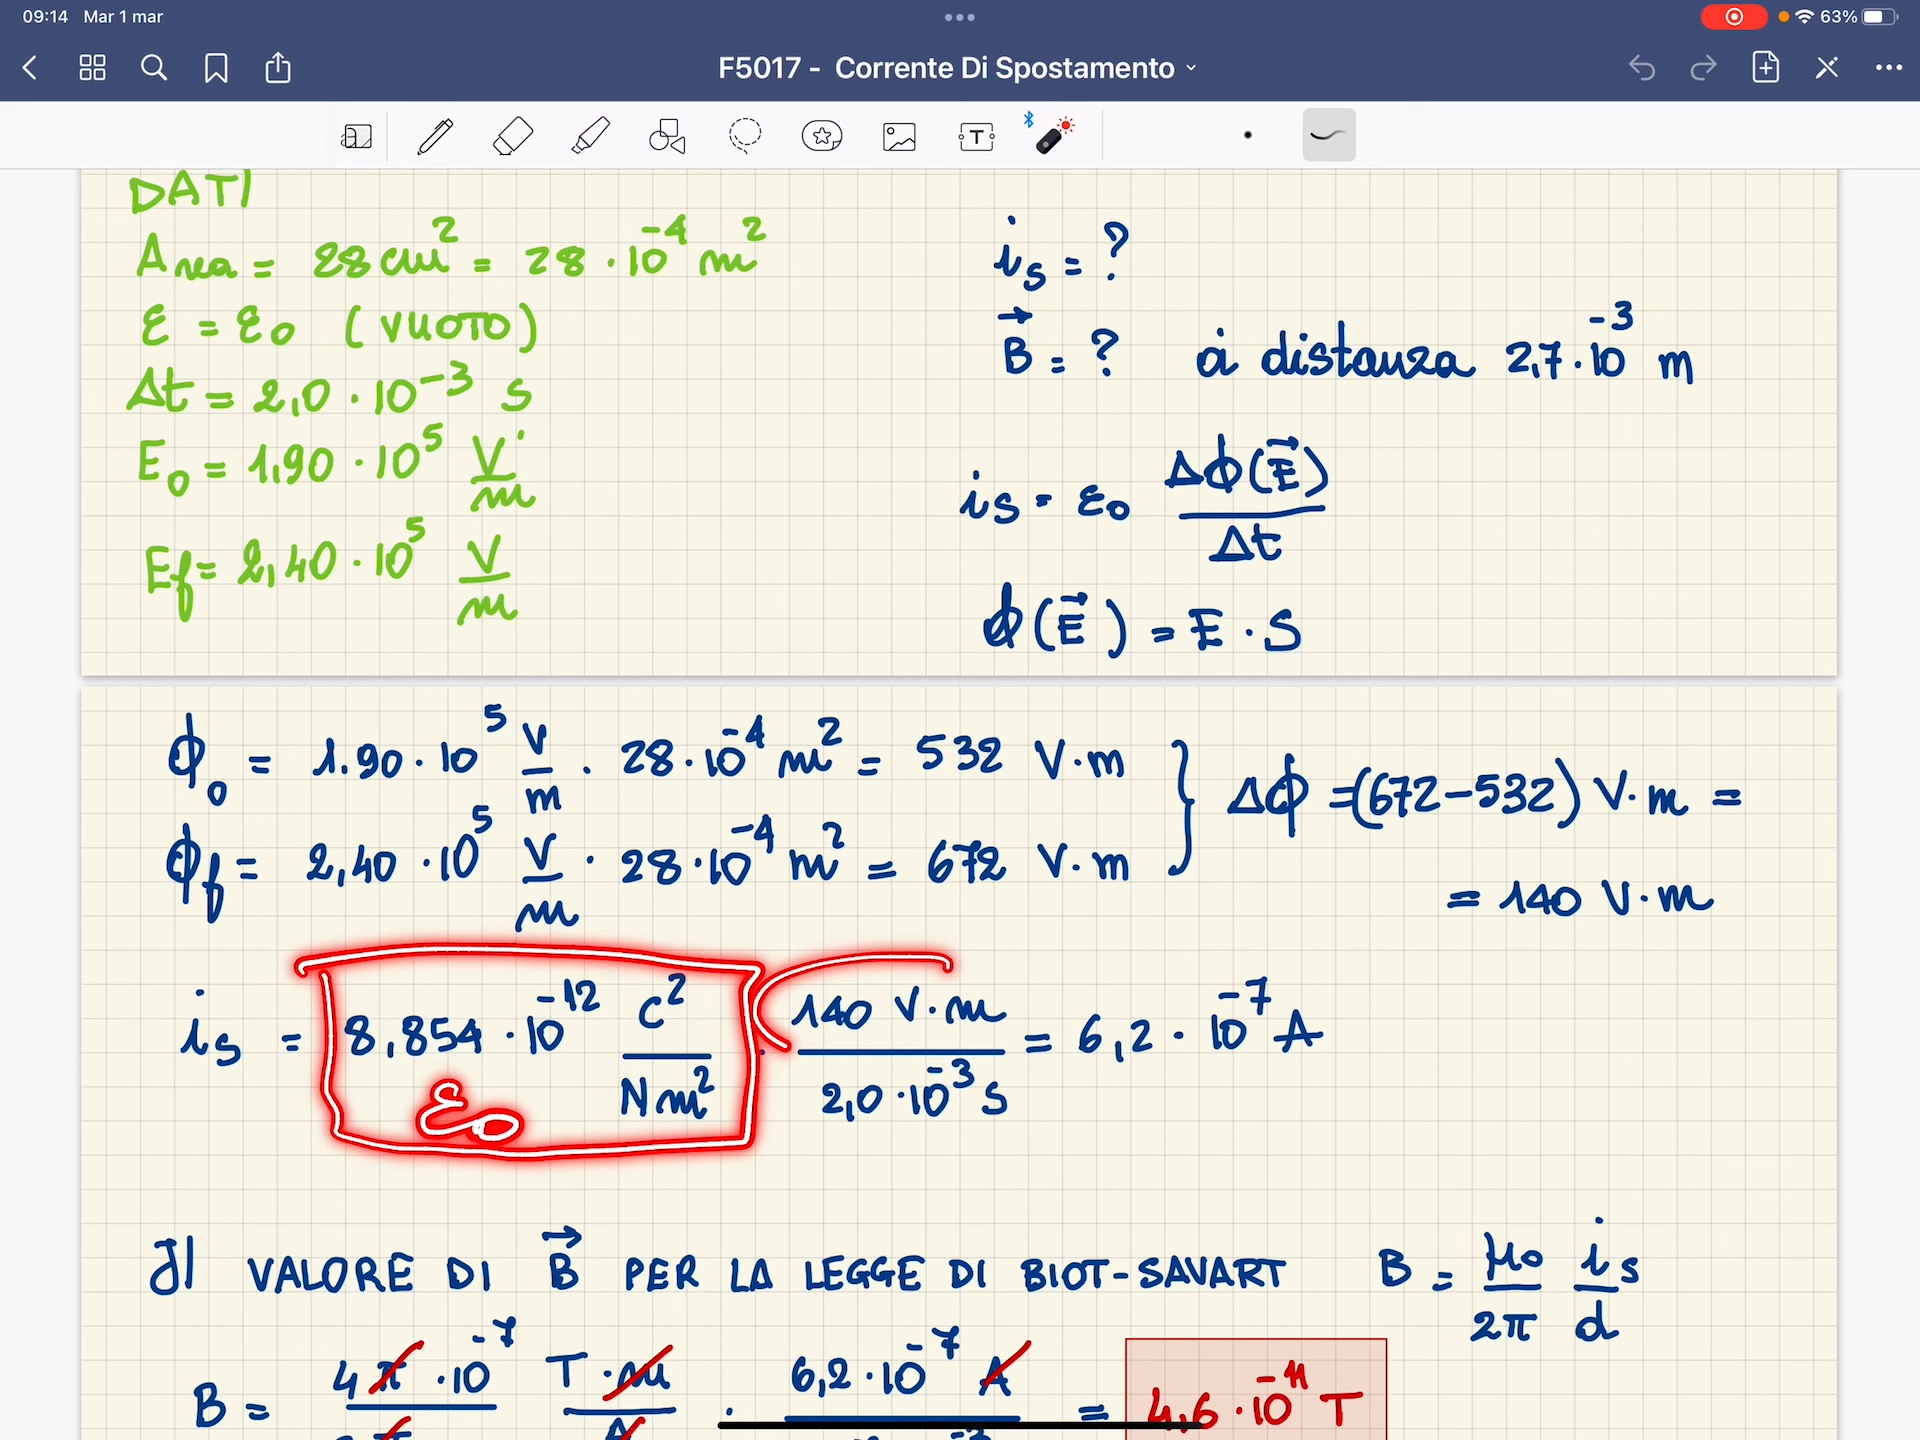 09:14 Mar 1 mar 63%
F5017 - Corrente Di Spostamento
DATI
Area = 28 cm² = 28 · 10⁻⁴ m²
ε = ε₀ (VUOTO)
Δt = 2,0 · 10⁻³ s
E₀ = 1,90 · 10⁵ V/m
Ef = 2,40 · 10⁵ V/m
is = ?
B⃗ = ? a distanza 2,7 · 10⁻³ m
is = ε₀ Δϕ(E⃗)/Δt
ϕ(E⃗) = E · S
ϕ₀ = 1.90 · 10⁵ V/m · 28 · 10⁻⁴ m² = 532 V·m
ϕf = 2,40 · 10⁵ V/m · 28 · 10⁻⁴ m² = 672 V·m
} Δϕ = (672-532) V·m =
= 140 V·m
is = 8,854 · 10⁻¹² C²/Nm² · 140 V·m/2,0 · 10⁻³ s = 6,2 · 10⁻⁷ A
ε₀
Il VALORE DI B⃗ PER LA LEGGE DI BIOT-SAVART B = μ₀/2π is/d
B = 4π · 10⁻⁷/2π T·m/A · 6,2 · 10⁻⁷ A = 4,6 · 10⁻¹¹ T